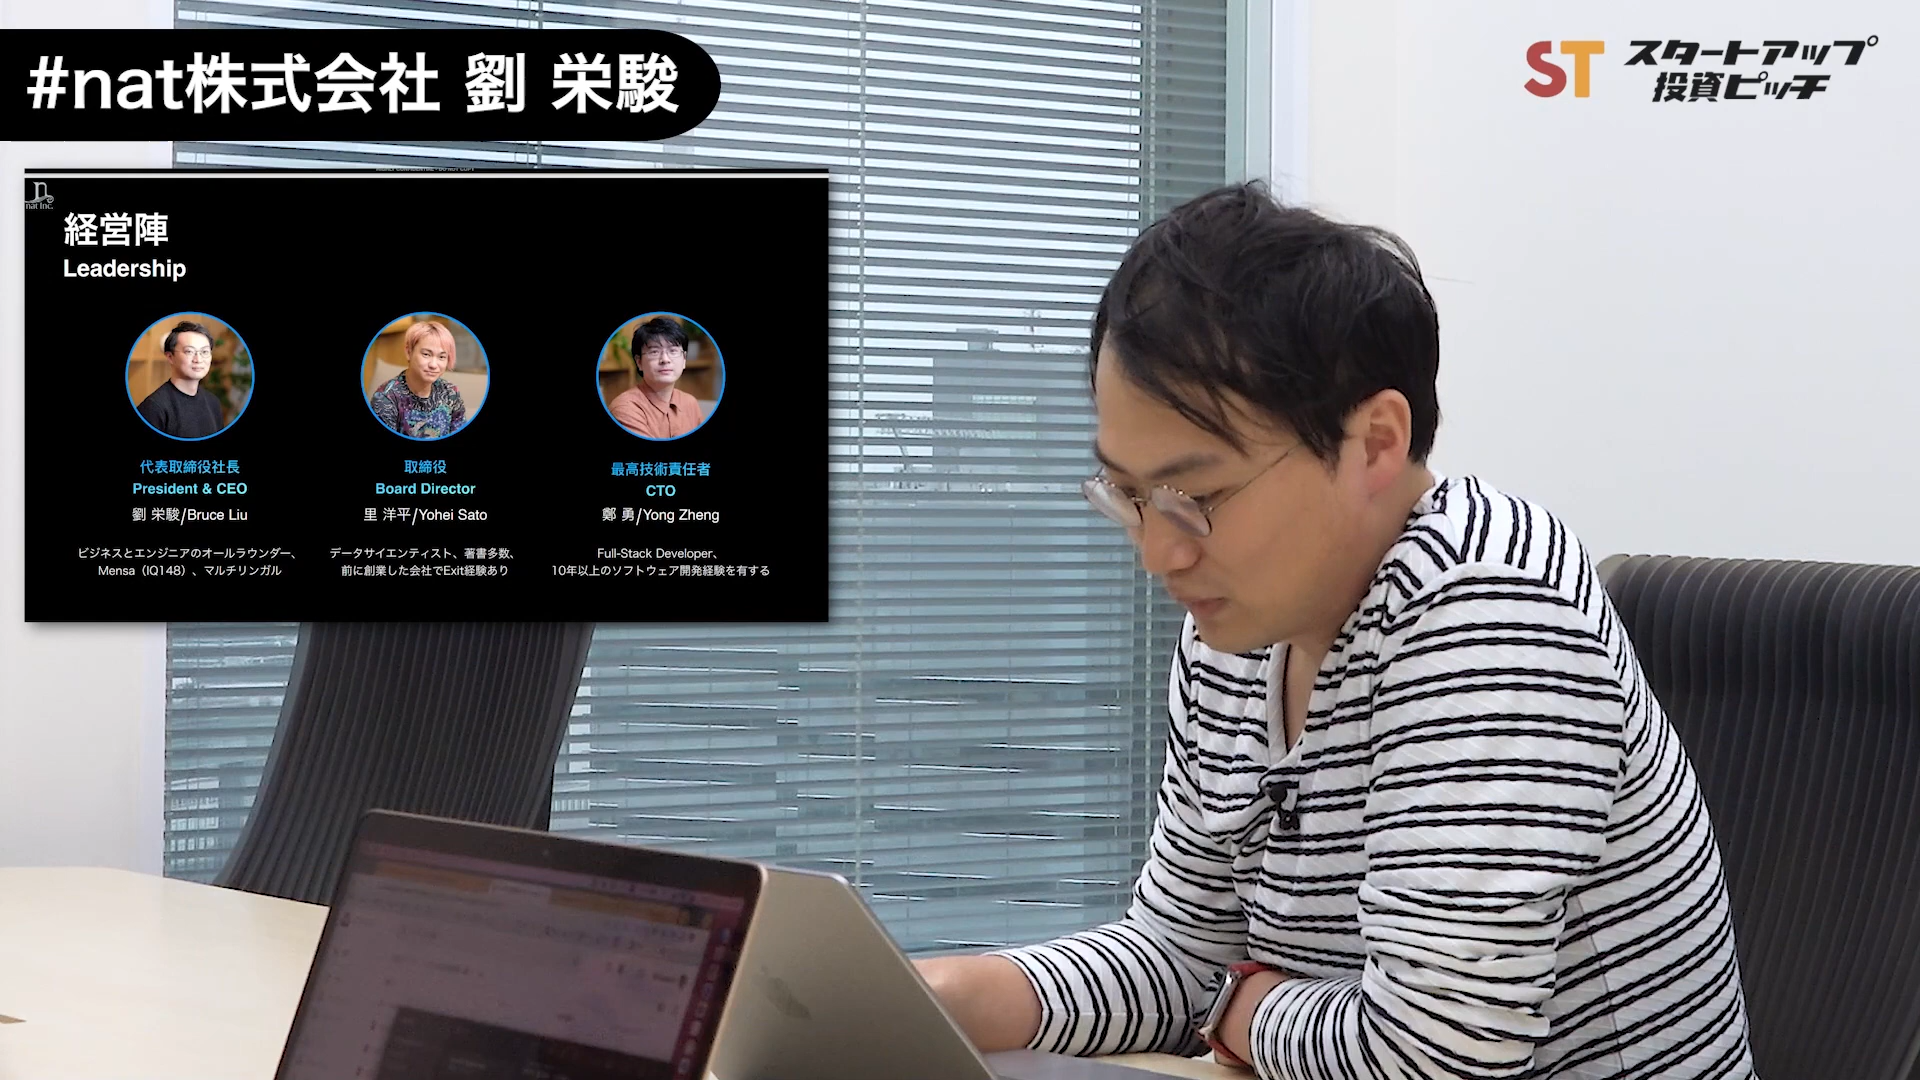 #nat株式会社 劉 栄駿
ST スタートアップ
投資ピッチ
nat Inc.
経営陣
Leadership
代表取締役社長
President & CEO
劉 栄駿/Bruce Liu
ビジネスとエンジニアのオールラウンダー、
Mensa（IQ148）、マルチリンガル
取締役
Board Director
里 洋平/Yohei Sato
データサイエンティスト、著書多数、
前に創業した会社でExit経験あり
最高技術責任者
CTO
鄭 勇/Yong Zheng
Full-Stack Developer、
10年以上のソフトウェア開発経験を有する